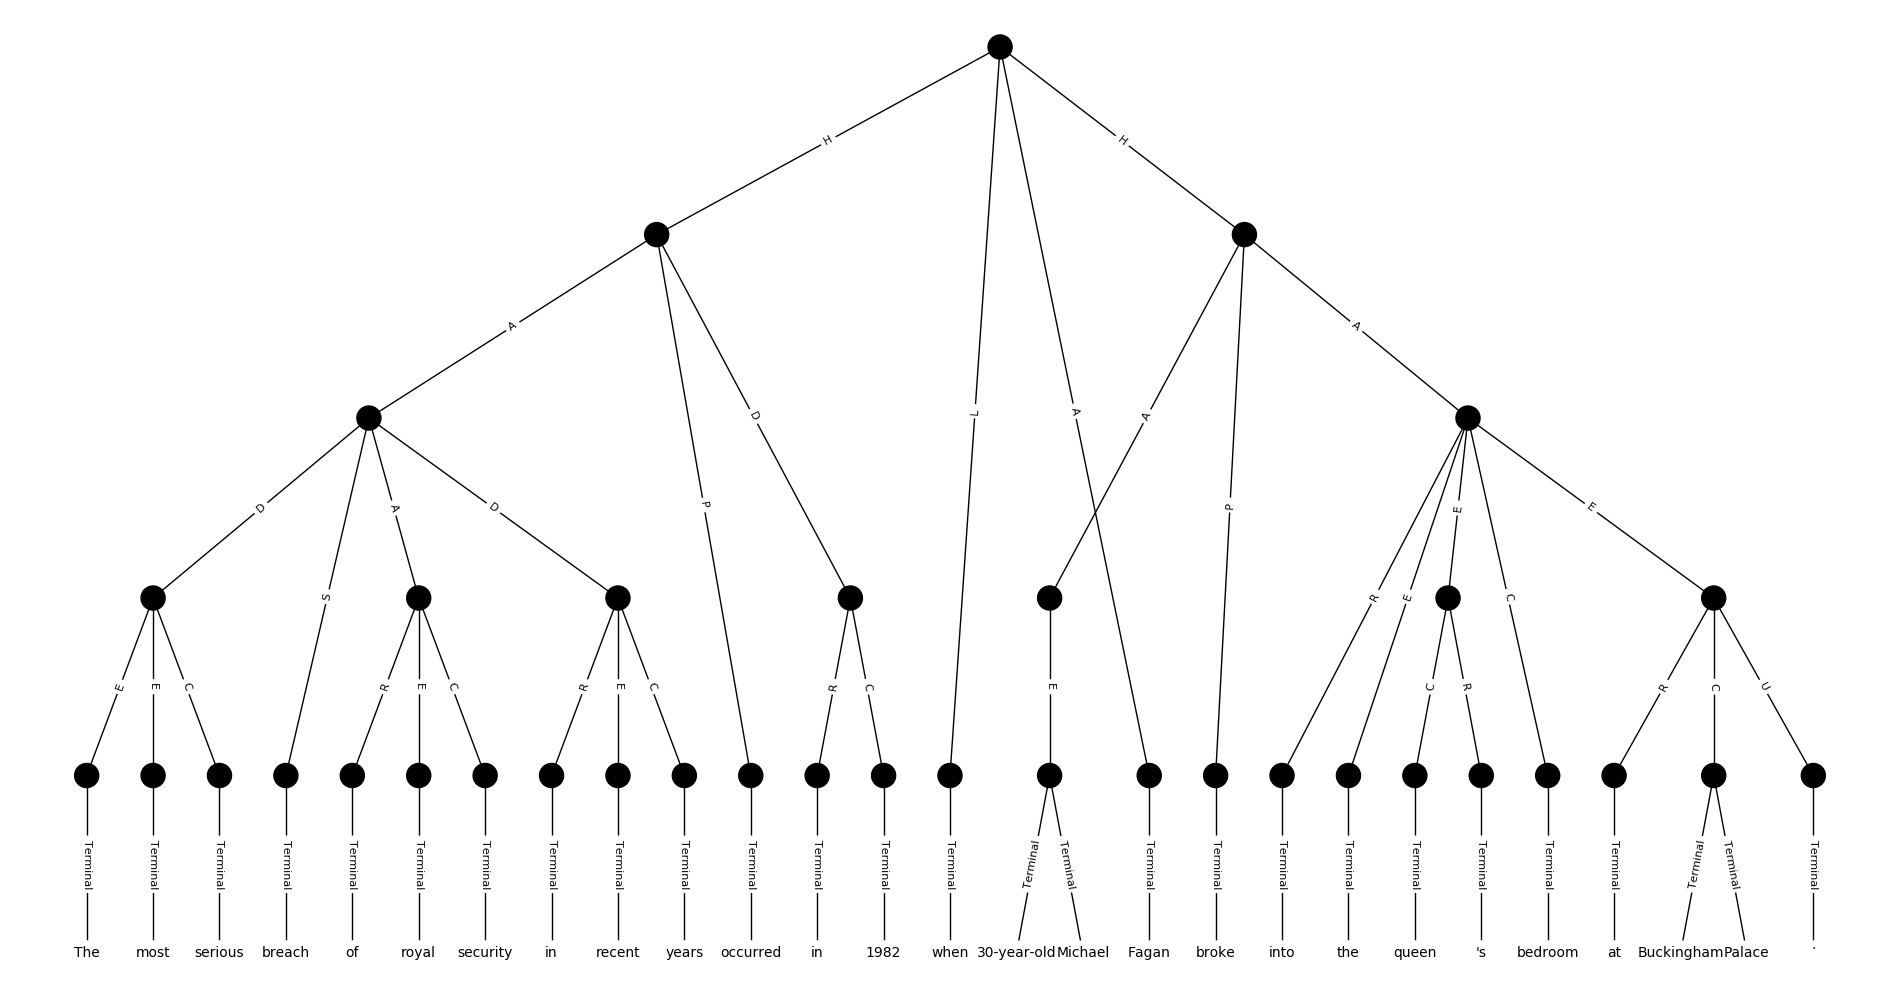 H H
A A
D A A
L
D A D P E E
S R E C P
E E C R E C R E C R C E C R R C U
Terminal Terminal Terminal Terminal Terminal Terminal Terminal Terminal Terminal Terminal Terminal Terminal Terminal Terminal Terminal Terminal Terminal Terminal Terminal Terminal Terminal Terminal Terminal Terminal Terminal Terminal Terminal
The most serious breach of royal security in recent years occurred in 1982 when 30-year-old Michael Fagan broke into the queen 's bedroom at Buckingham Palace .